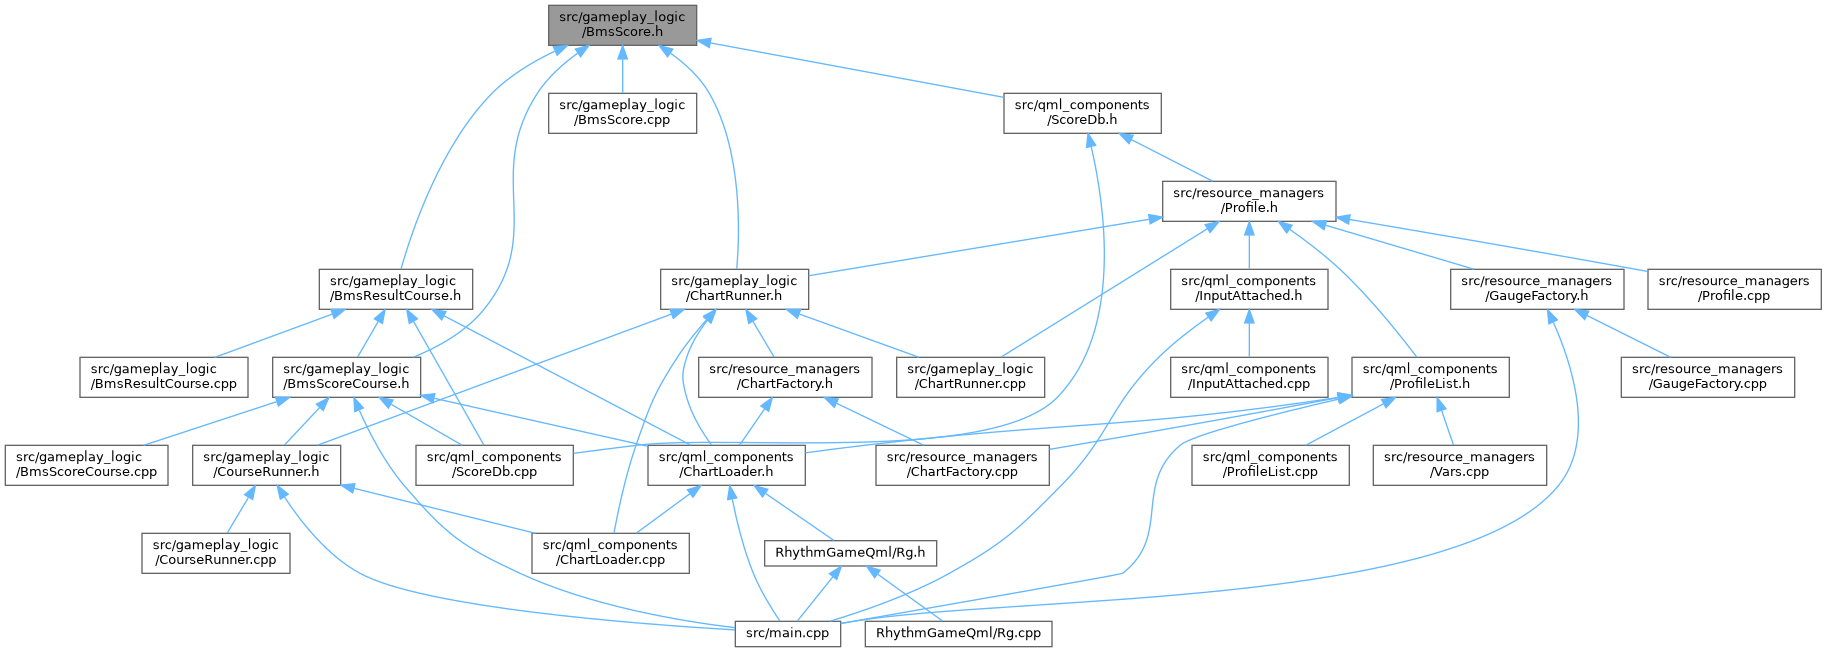 src/gameplay_logic
/BmsScore.h
src/gameplay_logic
/BmsScore.cpp
src/qml_components
/ScoreDb.h
src/resource_managers
/Profile.h
src/gameplay_logic
/BmsResultCourse.h
src/gameplay_logic
/ChartRunner.h
src/qml_components
/InputAttached.h
src/resource_managers
/GaugeFactory.h
src/resource_managers
/Profile.cpp
src/gameplay_logic
/BmsResultCourse.cpp
src/gameplay_logic
/BmsScoreCourse.h
src/resource_managers
/ChartFactory.h
src/gameplay_logic
/ChartRunner.cpp
src/qml_components
/InputAttached.cpp
src/qml_components
/ProfileList.h
src/resource_managers
/GaugeFactory.cpp
src/gameplay_logic
/BmsScoreCourse.cpp
src/gameplay_logic
/CourseRunner.h
src/qml_components
/ScoreDb.cpp
src/qml_components
/ChartLoader.h
src/resource_managers
/ChartFactory.cpp
src/qml_components
/ProfileList.cpp
src/resource_managers
/Vars.cpp
src/gameplay_logic
/CourseRunner.cpp
src/qml_components
/ChartLoader.cpp
RhythmGameQml/Rg.h
src/main.cpp
RhythmGameQml/Rg.cpp